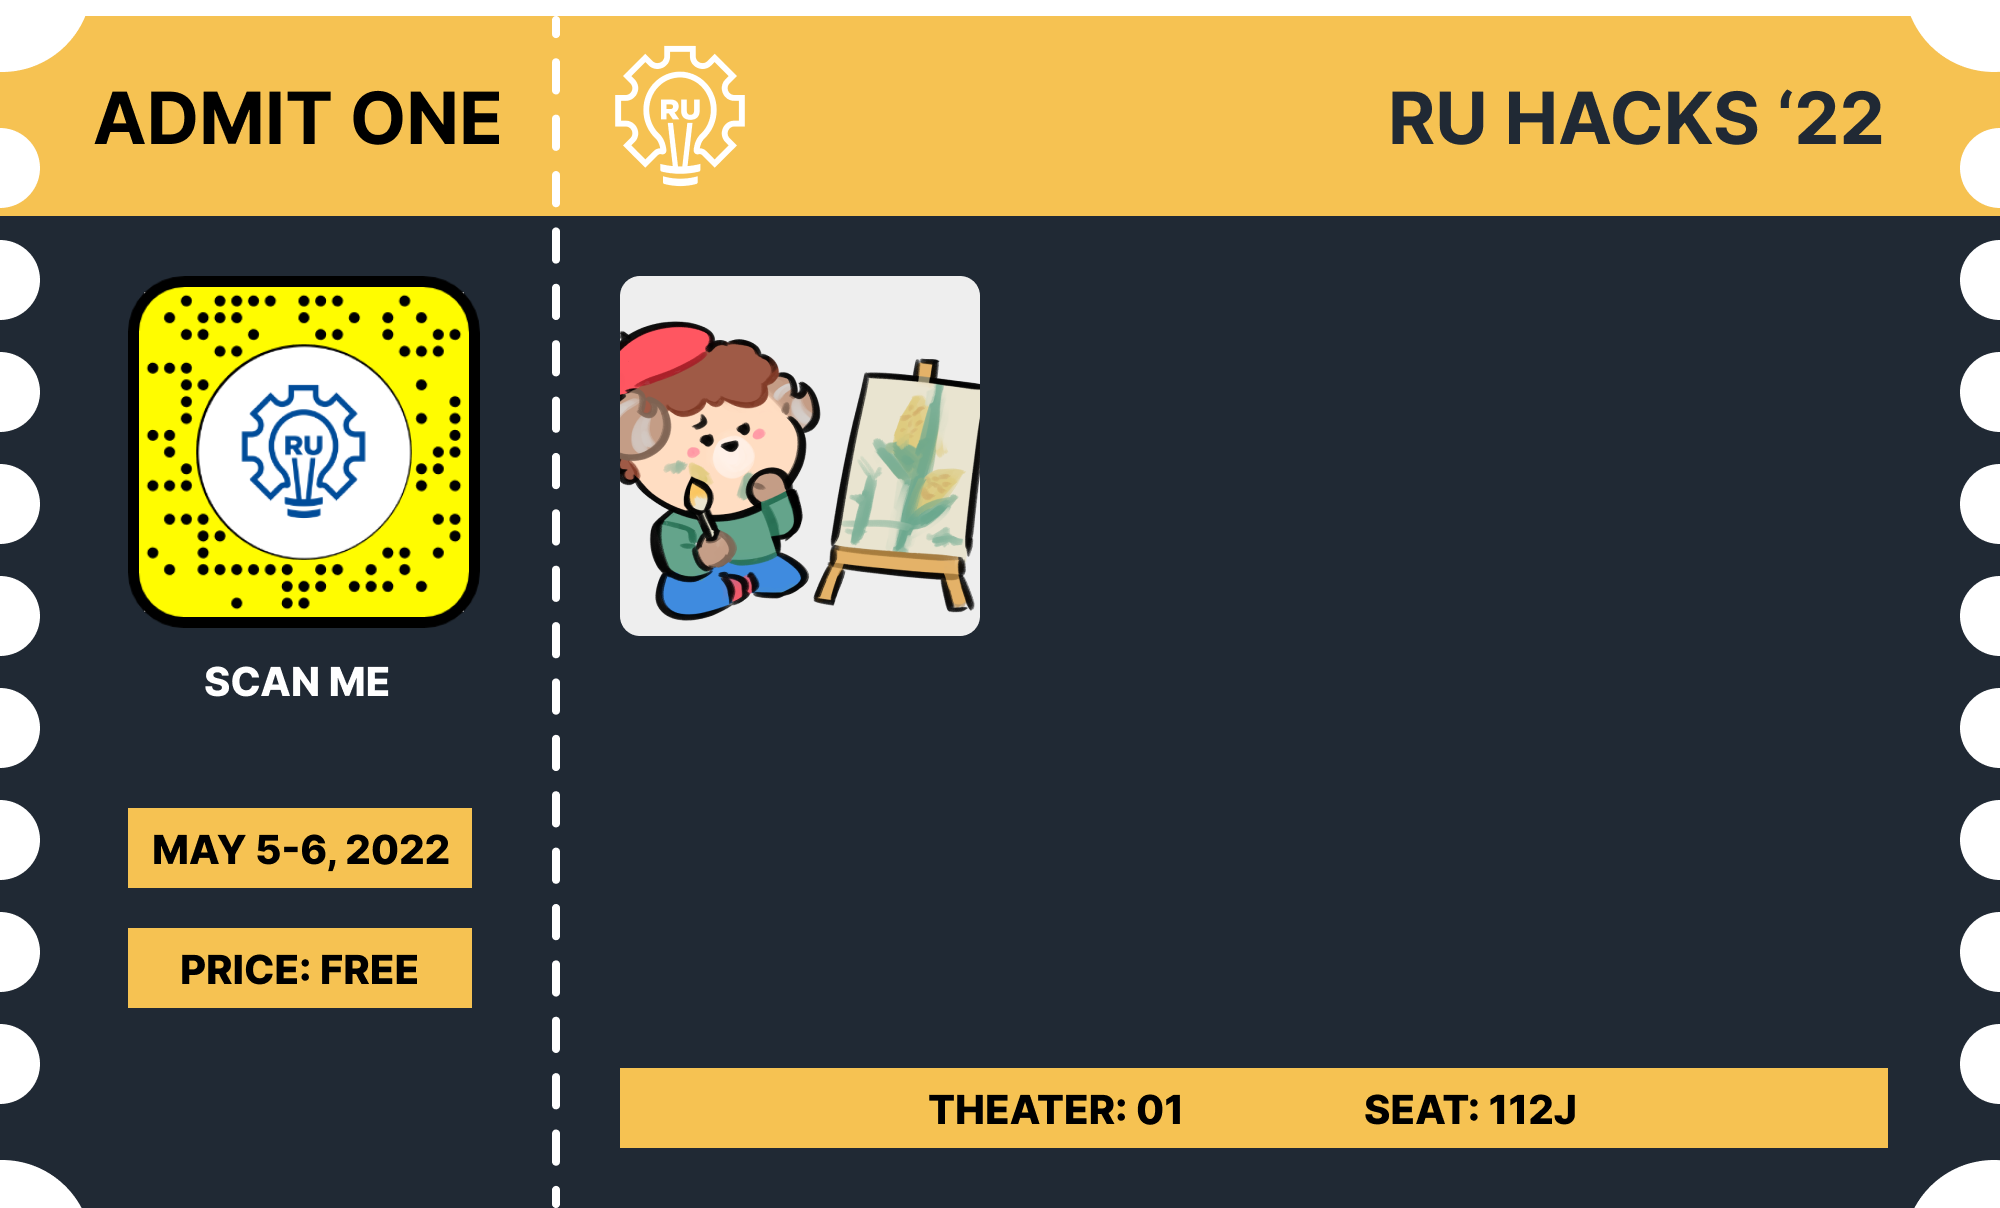 ADMIT ONE
RU
RU HACKS ‘22
RU
SCAN ME
MAY 5-6, 2022
PRICE: FREE
THEATER: 01
SEAT: 112J